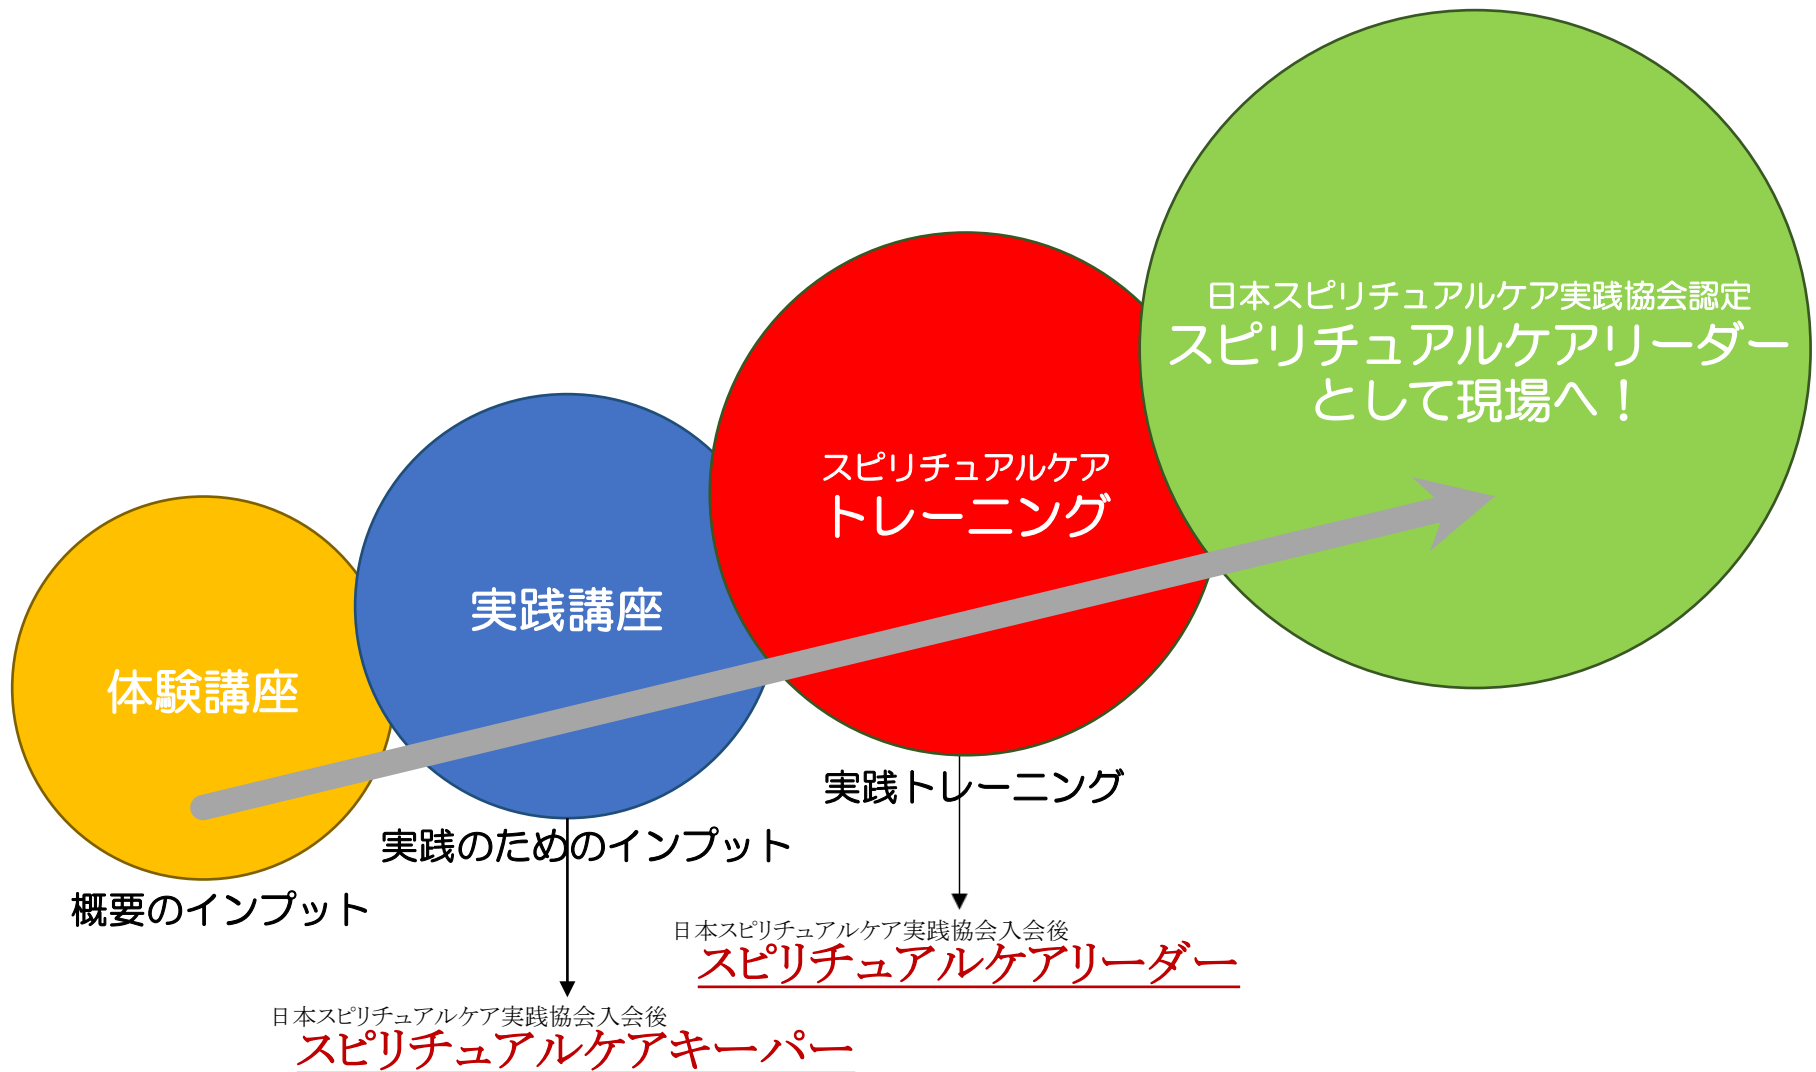 体験講座
概要のインプット
実践講座
実践のためのインプット
日本スピリチュアルケア実践協会入会後
スピリチュアルケアキーパー
スピリチュアルケア
トレーニング
実践トレーニング
日本スピリチュアルケア実践協会入会後
スピリチュアルケアリーダー
日本スピリチュアルケア実践協会認定
スピリチュアルケアリーダー
として現場へ！